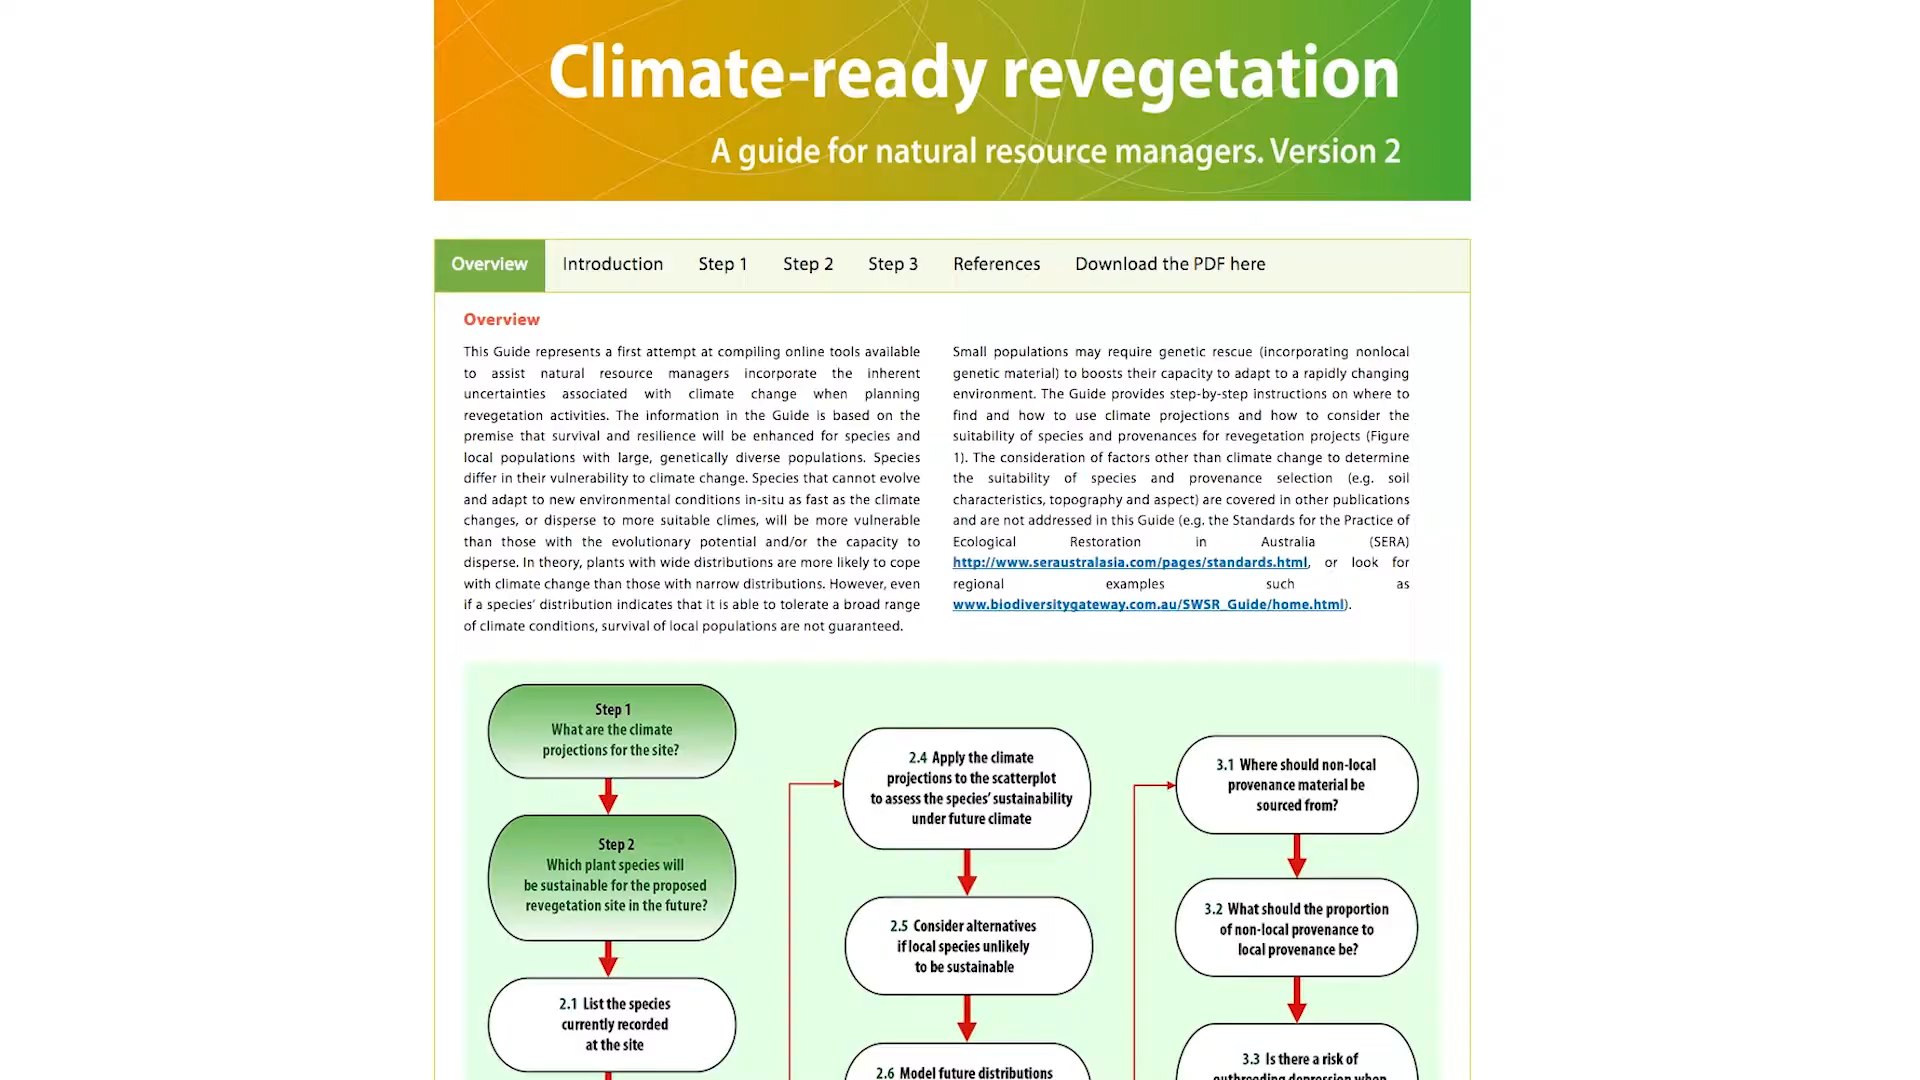 Climate-ready revegetation
A guide for natural resource managers. Version 2
Overview
Introduction
Step 1
Step 2
Step 3
References
Download the PDF here
Overview
This Guide represents a first attempt at compiling online tools available
to assist natural resource managers incorporate the inherent
uncertainties associated with climate change when planning
revegetation activities. The information in the Guide is based on the
premise that survival and resilience will be enhanced for species and
local populations with large, genetically diverse populations. Species
differ in their vulnerability to climate change. Species that cannot evolve
and adapt to new environmental conditions in-situ as fast as the climate
changes, or disperse to more suitable climes, will be more vulnerable
than those with the evolutionary potential and/or the capacity to
disperse. In theory, plants with wide distributions are more likely to cope
with climate change than those with narrow distributions. However, even
if a species' distribution indicates that it is able to tolerate a broad range
of climate conditions, survival of local populations are not guaranteed.
Small populations may require genetic rescue (incorporating nonlocal
genetic material) to boosts their capacity to adapt to a rapidly changing
environment. The Guide provides step-by-step instructions on where to
find and how to use climate projections and how to consider the
suitability of species and provenances for revegetation projects (Figure
1). The consideration of factors other than climate change to determine
the suitability of species and provenance selection (e.g. soil
characteristics, topography and aspect) are covered in other publications
and are not addressed in this Guide (e.g. the Standards for the Practice of
Ecological Restoration in Australia (SERA)
http://www.seraustralasia.com/pages/standards.html, or look for
regional examples such as
www.biodiversitygateway.com.au/SWSR_Guide/home.html).
Step 1
What are the climate
projections for the site?
Step 2
Which plant species will
be sustainable for the proposed
revegetation site in the future?
2.1 List the species
currently recorded
at the site
2.4 Apply the climate
projections to the scatterplot
to assess the species' sustainability
under future climate
2.5 Consider alternatives
if local species unlikely
to be sustainable
2.6 Model future distributions
3.1 Where should non-local
provenance material be
sourced from?
3.2 What should the proportion
of non-local provenance to
local provenance be?
3.3 Is there a risk of
outbreeding depression when